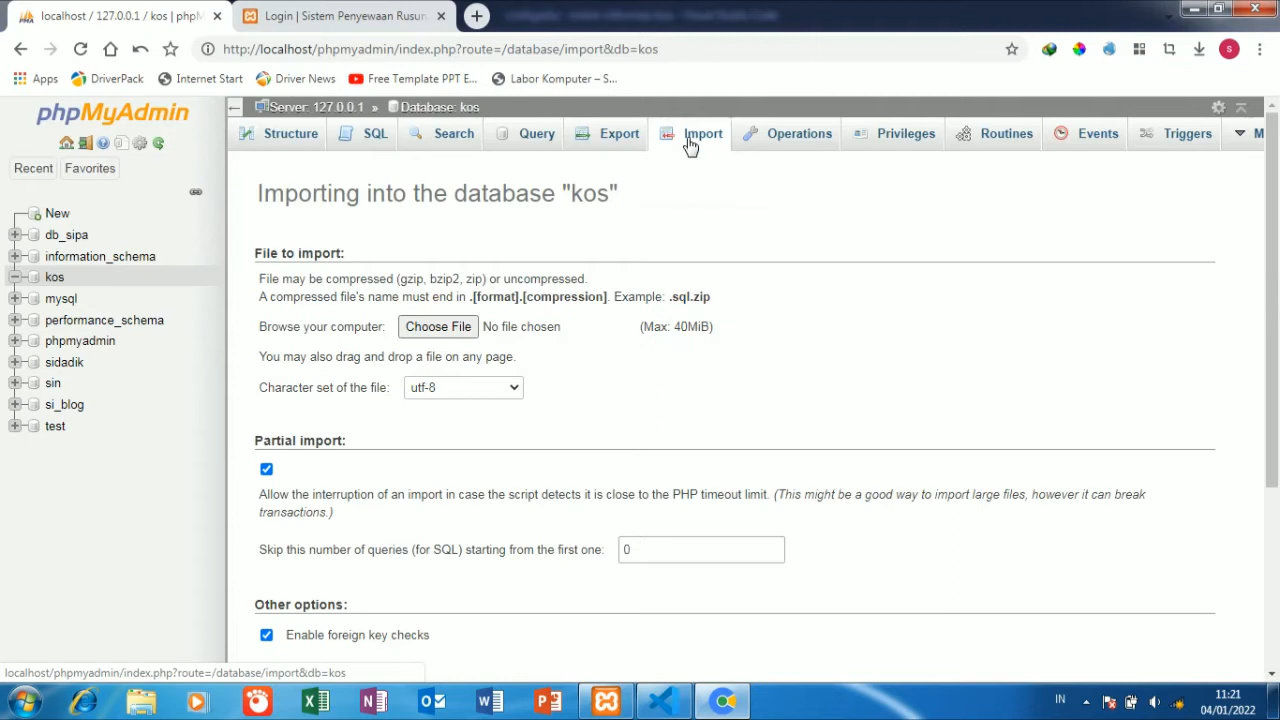 localhost / 127.0.0.1 / kos | phpM
Login | Sistem Penyewaan Rusun
http://localhost/phpmyadmin/index.php?route=/database/import&db=kos
S
Apps
DriverPack
Internet Start
Driver News
Free Template PPT E...
Labor Komputer – S...
phpMyAdmin
Recent
Favorites
New
db_sipa
information_schema
kos
mysql
performance_schema
phpmyadmin
sidadik
sin
si_blog
test
Server: 127.0.0.1 » Database: kos
Structure
SQL
Search
Query
Export
Import
Operations
Privileges
Routines
Events
Triggers
M
Importing into the database "kos"
File to import:
File may be compressed (gzip, bzip2, zip) or uncompressed.
A compressed file's name must end in .[format].[compression]. Example: .sql.zip
Browse your computer: Choose File No file chosen (Max: 40MiB)
You may also drag and drop a file on any page.
Character set of the file: utf-8
Partial import:
Allow the interruption of an import in case the script detects it is close to the PHP timeout limit. (This might be a good way to import large files, however it can break
transactions.)
Skip this number of queries (for SQL) starting from the first one: 0
Other options:
Enable foreign key checks
localhost/phpmyadmin/index.php?route=/database/import&db=kos
IN
11:21
04/01/2022